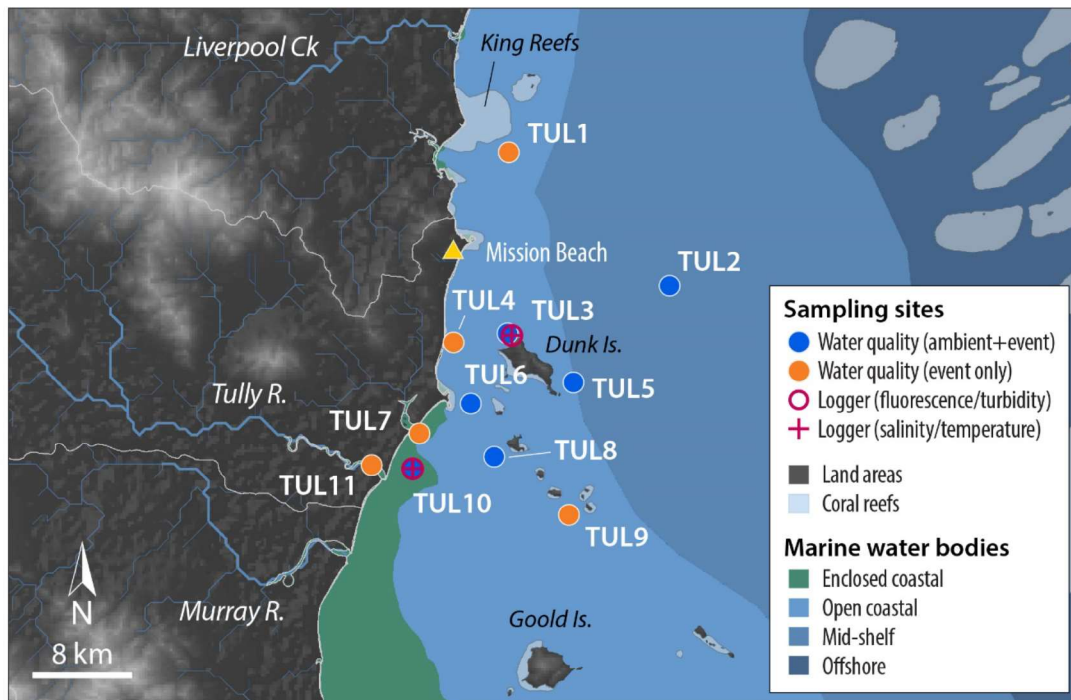 Liverpool Ck
King Reefs
TUL1
Mission Beach
TUL2
TUL4
TUL3
Dunk Is.
TUL6
TUL5
Tully R.
TUL7
TUL8
TUL11
TUL10
TUL9
Murray R.
Goold Is.
N
8 km
Sampling sites
Water quality (ambient+event)
Water quality (event only)
Logger (fluorescence/turbidity)
Logger (salinity/temperature)
Land areas
Coral reefs
Marine water bodies
Enclosed coastal
Open coastal
Mid-shelf
Offshore